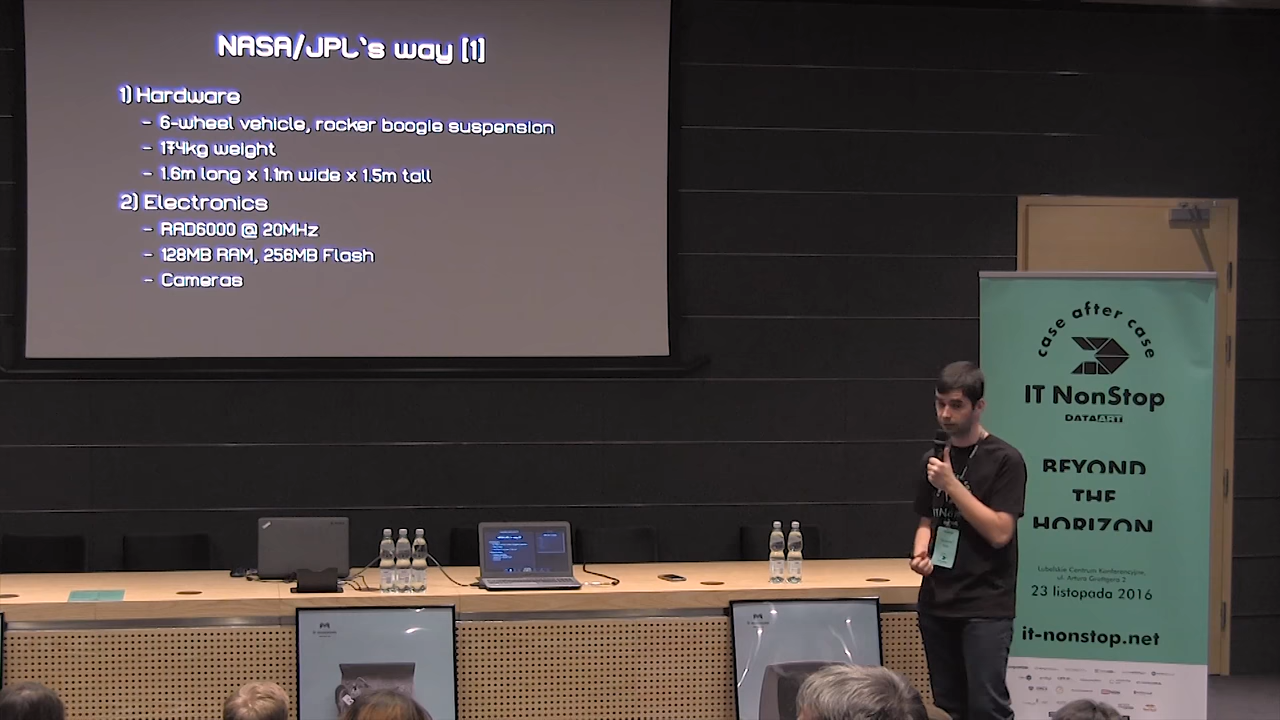 NASA/JPL's way [1]
1) Hardware
- 6-wheel vehicle, rocker boogie suspension
- 174kg weight
- 1.6m long x 1.1m wide x 1.5m tall
2) Electronics
- RAD6000 @ 20MHz
- 128MB RAM, 256MB Flash
- Cameras
case after case
IT NonStop
DATAART
BEYOND
THE
HORIZON
Lubelskie Centrum Konferencyjne,
ul. Artura Grottgera 2
23 listopada 2016
it-nonstop.net